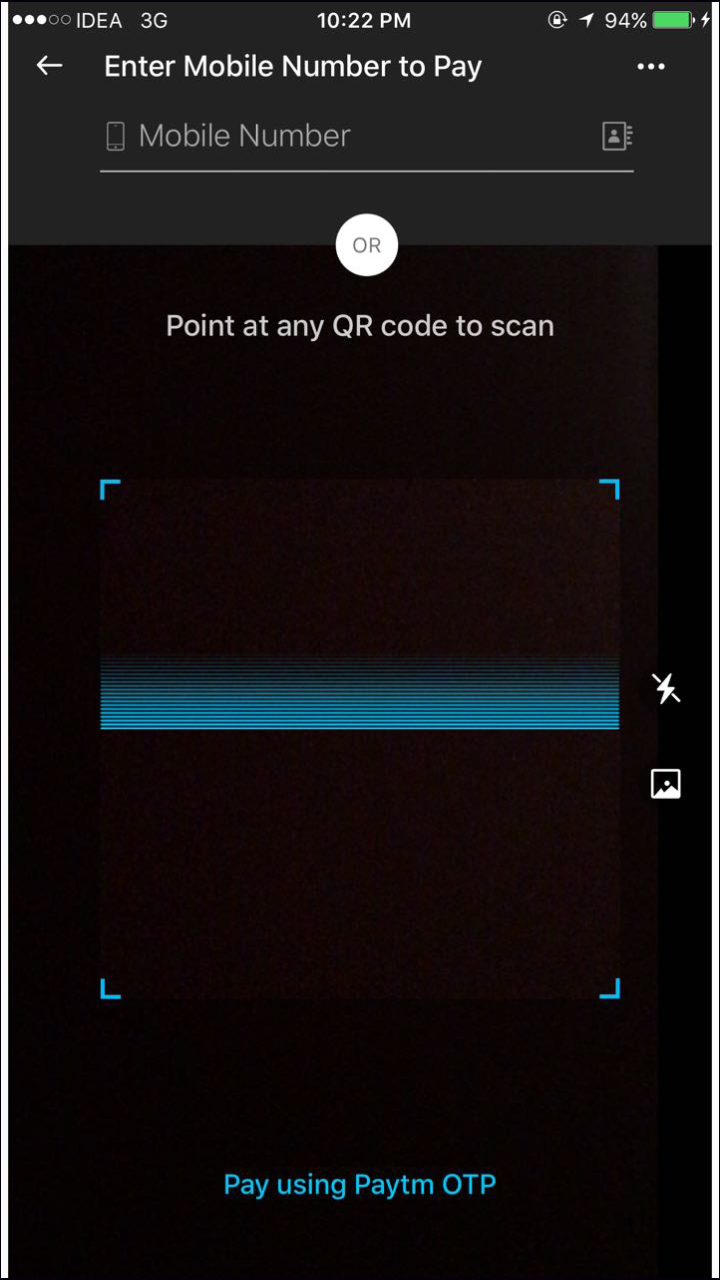 IDEA 3G 10:22 PM 94%
Enter Mobile Number to Pay
Mobile Number
OR
Point at any QR code to scan
Pay using Paytm OTP